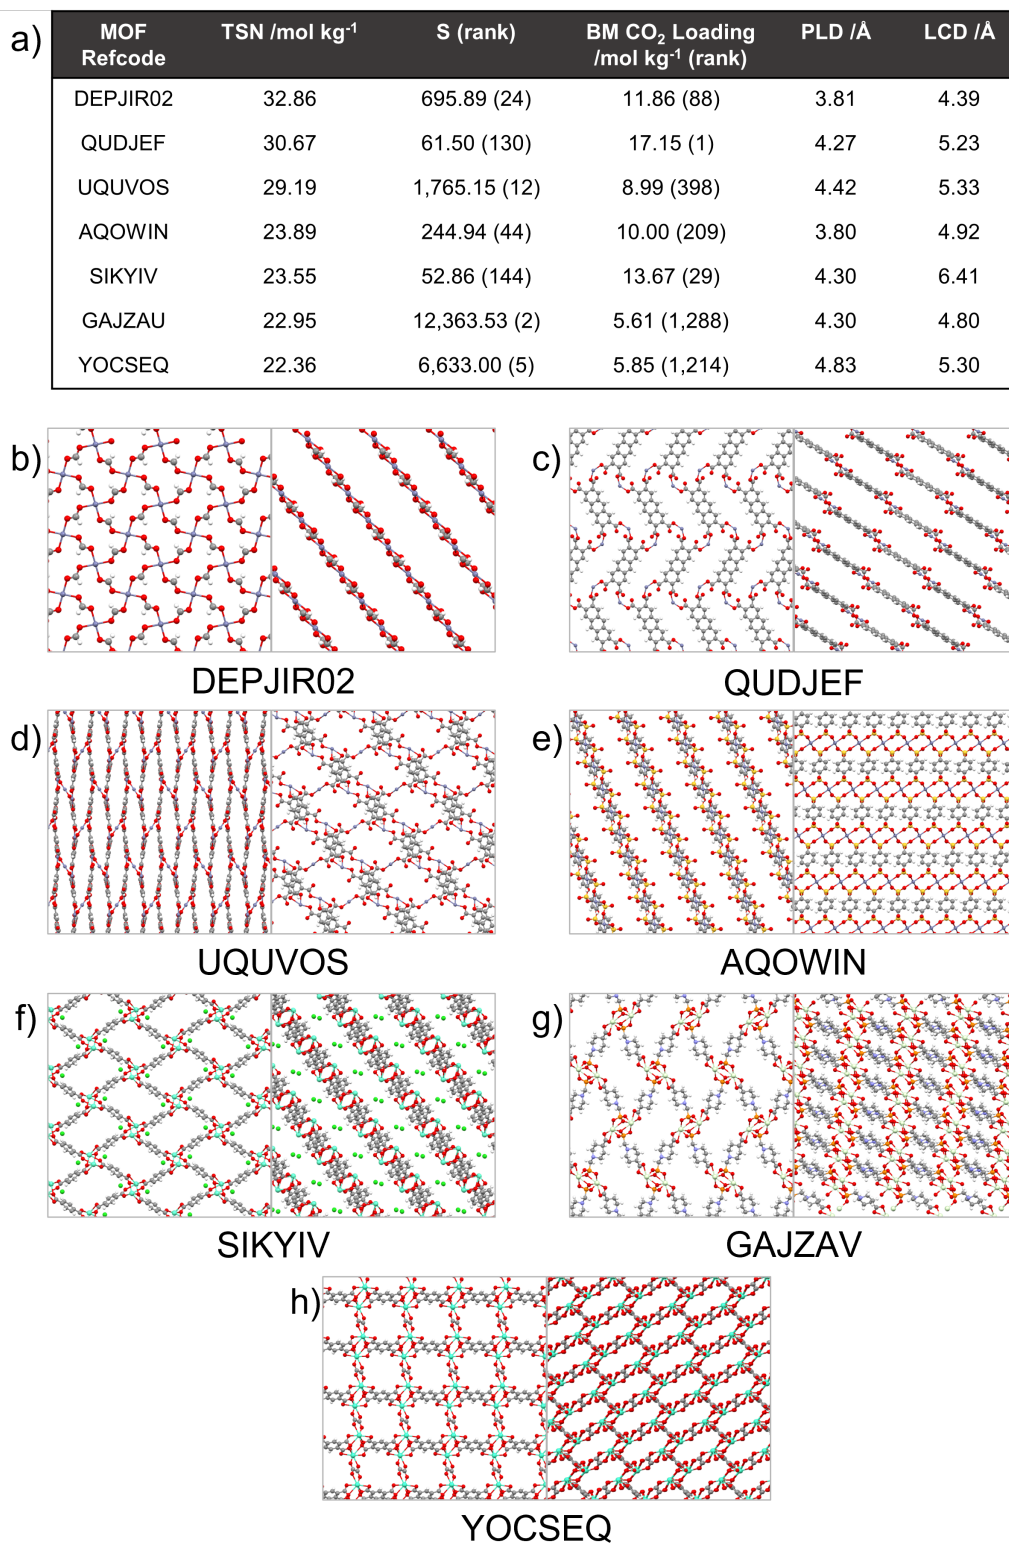 a)
MOF Refcode TSN /mol kg⁻¹ S (rank) BM CO₂ Loading /mol kg⁻¹ (rank) PLD /Å LCD /Å
DEPJIR02 32.86 695.89 (24) 11.86 (88) 3.81 4.39
QUDJEF 30.67 61.50 (130) 17.15 (1) 4.27 5.23
UQUVOS 29.19 1,765.15 (12) 8.99 (398) 4.42 5.33
AQOWIN 23.89 244.94 (44) 10.00 (209) 3.80 4.92
SIKYIV 23.55 52.86 (144) 13.67 (29) 4.30 6.41
GAJZAU 22.95 12,363.53 (2) 5.61 (1,288) 4.30 4.80
YOCSEQ 22.36 6,633.00 (5) 5.85 (1,214) 4.83 5.30
b)
DEPJIR02
c)
QUDJEF
d)
UQUVOS
e)
AQOWIN
f)
SIKYIV
g)
GAJZAV
h)
YOCSEQ